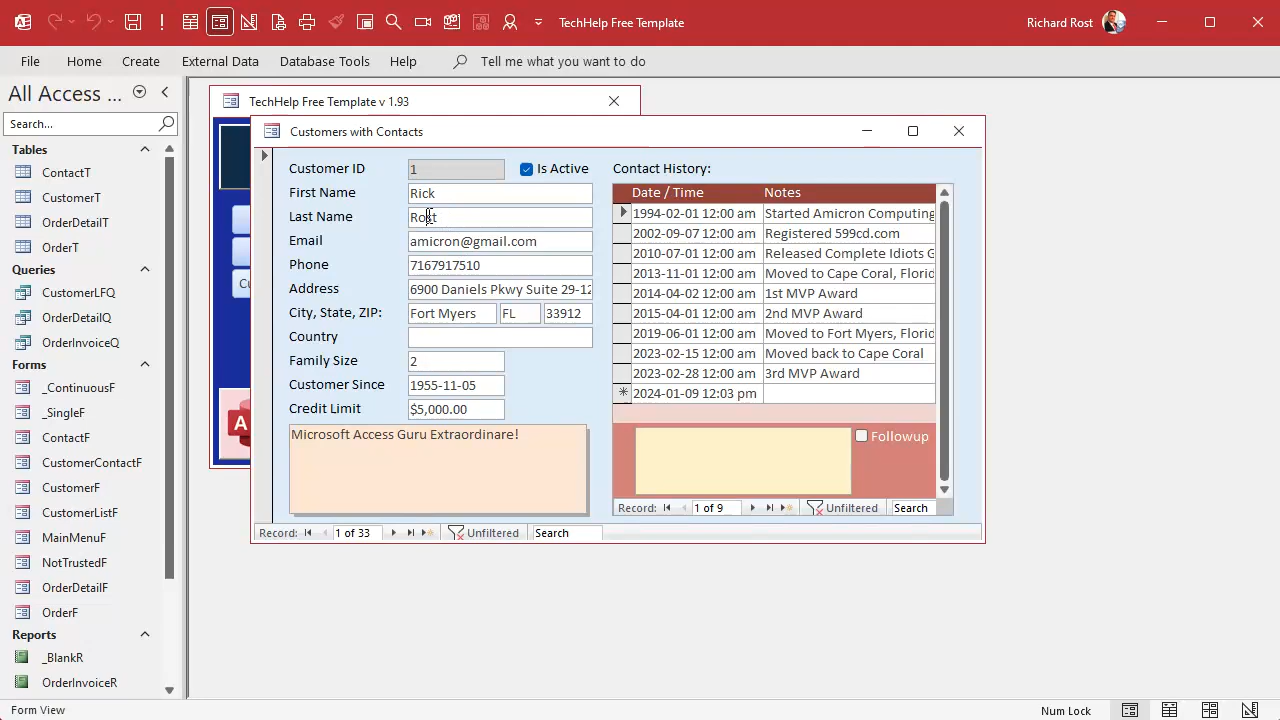 TechHelp Free Template
Richard Rost
File Home Create External Data Database Tools Help Tell me what you want to do
All Access ...
Search...
Tables
ContactT
CustomerT
OrderDetailT
OrderT
Queries
CustomerLFQ
OrderDetailQ
OrderInvoiceQ
Forms
_ContinuousF
_SingleF
ContactF
CustomerContactF
CustomerF
CustomerListF
MainMenuF
NotTrustedF
OrderDetailF
OrderF
Reports
_BlankR
OrderInvoiceR
TechHelp Free Template v 1.93
Cu
A
Customers with Contacts
Customer ID 1 Is Active
First Name Rick
Last Name Rost
Email amicron@gmail.com
Phone 7167917510
Address 6900 Daniels Pkwy Suite 29-12
City, State, ZIP: Fort Myers FL 33912
Country
Family Size 2
Customer Since 1955-11-05
Credit Limit $5,000.00
Microsoft Access Guru Extraordinare!
Contact History:
Date / Time Notes
1994-02-01 12:00 am Started Amicron Computing
2002-09-07 12:00 am Registered 599cd.com
2010-07-01 12:00 am Released Complete Idiots G
2013-11-01 12:00 am Moved to Cape Coral, Florid
2014-04-02 12:00 am 1st MVP Award
2015-04-01 12:00 am 2nd MVP Award
2019-06-01 12:00 am Moved to Fort Myers, Florid
2023-02-15 12:00 am Moved back to Cape Coral
2023-02-28 12:00 am 3rd MVP Award
2024-01-09 12:03 pm
Followup
Record: 1 of 9 Unfiltered Search
Record: 1 of 33 Unfiltered Search
Form View
Num Lock